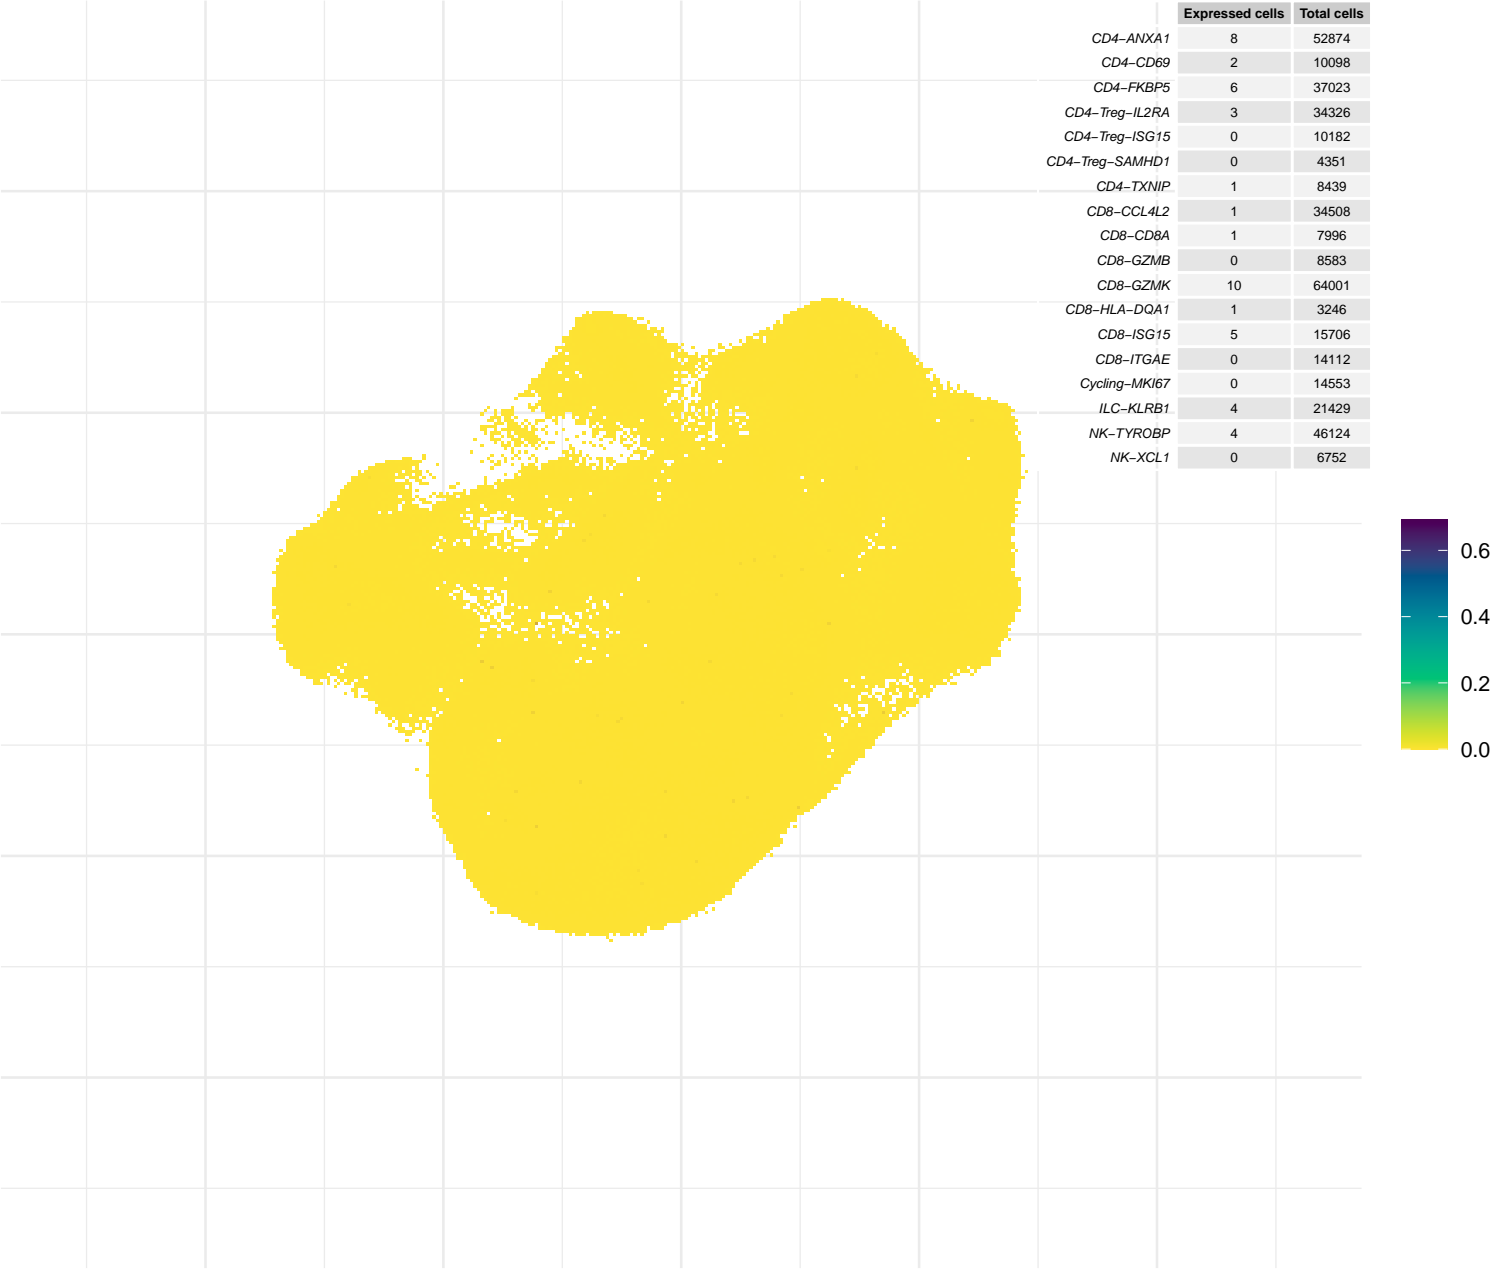 Expressed cells Total cells
CD4−ANXA1 8 52874
CD4−CD69 2 10098
CD4−FKBP5 6 37023
CD4−Treg−IL2RA 3 34326
CD4−Treg−ISG15 0 10182
CD4−Treg−SAMHD1 0 4351
CD4−TXNIP 1 8439
CD8−CCL4L2 1 34508
CD8−CD8A 1 7996
CD8−GZMB 0 8583
CD8−GZMK 10 64001
CD8−HLA−DQA1 1 3246
CD8−ISG15 5 15706
CD8−ITGAE 0 14112
Cycling−MKI67 0 14553
ILC−KLRB1 4 21429
NK−TYROBP 4 46124
NK−XCL1 0 6752
0.6
0.4
0.2
0.0